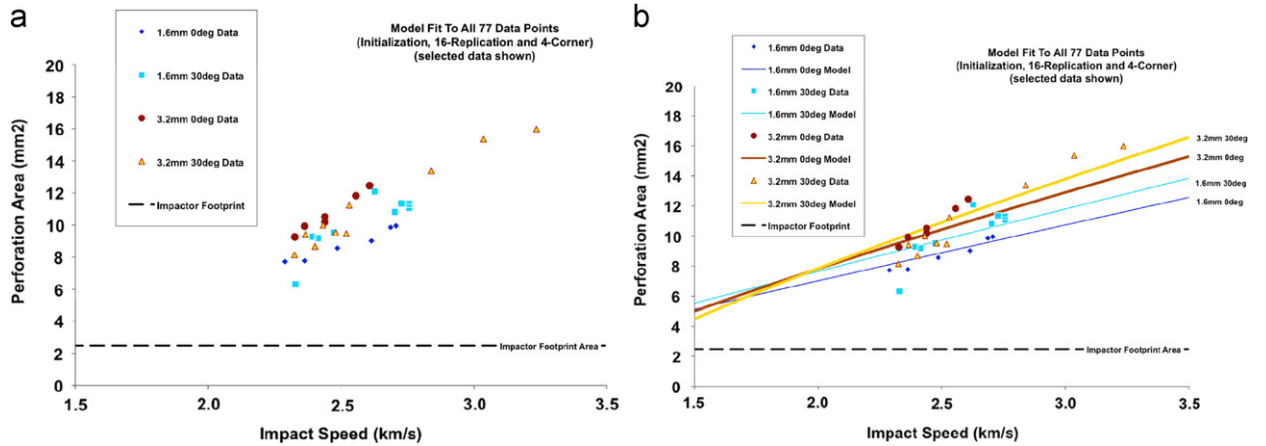 a
Model Fit To All 77 Data Points
(Initialization, 16-Replication and 4-Corner)
(selected data shown)
1.6mm 0deg Data
1.6mm 30deg Data
3.2mm 0deg Data
3.2mm 30deg Data
Impactor Footprint
Perforation Area (mm2)
20
18
16
14
12
10
8
6
4
2
0
Impactor Footprint Area
1.5
2.0
2.5
3.0
3.5
Impact Speed (km/s)
b
Model Fit To All 77 Data Points
(Initialization, 16-Replication and 4-Corner)
(selected data shown)
1.6mm 0deg Data
1.6mm 0deg Model
1.6mm 30deg Data
1.6mm 30deg Model
3.2mm 0deg Data
3.2mm 0deg Model
3.2mm 30deg Data
3.2mm 30deg Model
Impactor Footprint
Perforation Area (mm2)
20
18
16
14
12
10
8
6
4
2
0
3.2mm 30deg
3.2mm 0deg
1.6mm 30deg
1.6mm 0deg
Impactor Footprint Area
1.5
2.0
2.5
3.0
3.5
Impact Speed (km/s)